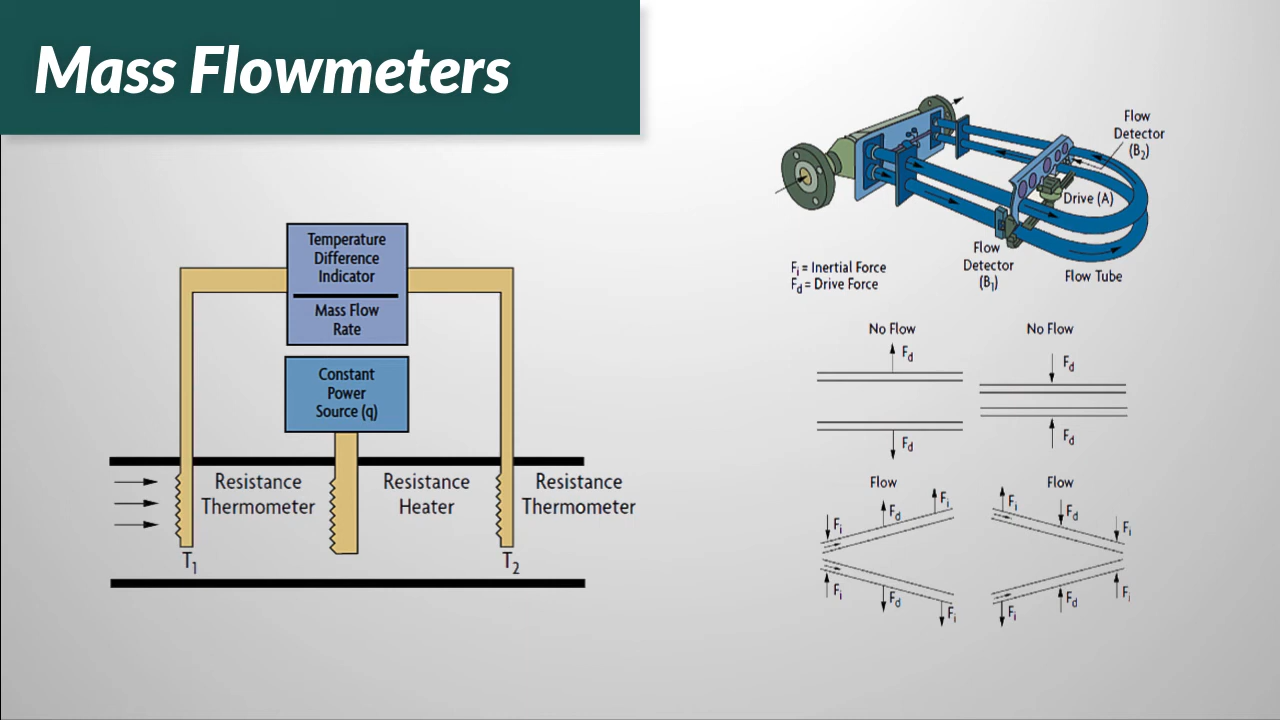 Mass Flowmeters
Temperature
Difference
Indicator
Mass Flow
Rate
Constant
Power
Source (q)
Resistance
Thermometer
Resistance
Heater
Resistance
Thermometer
T1
T2
Flow
Detector
(B2)
Drive (A)
Flow
Detector
(B1)
Flow Tube
Fi = Inertial Force
Fd = Drive Force
No Flow
No Flow
Fd
Fd
Fd
Fd
Flow
Flow
Fi
Fd
Fi
Fi
Fd
Fi
Fi
Fd
Fi
Fi
Fd
Fi